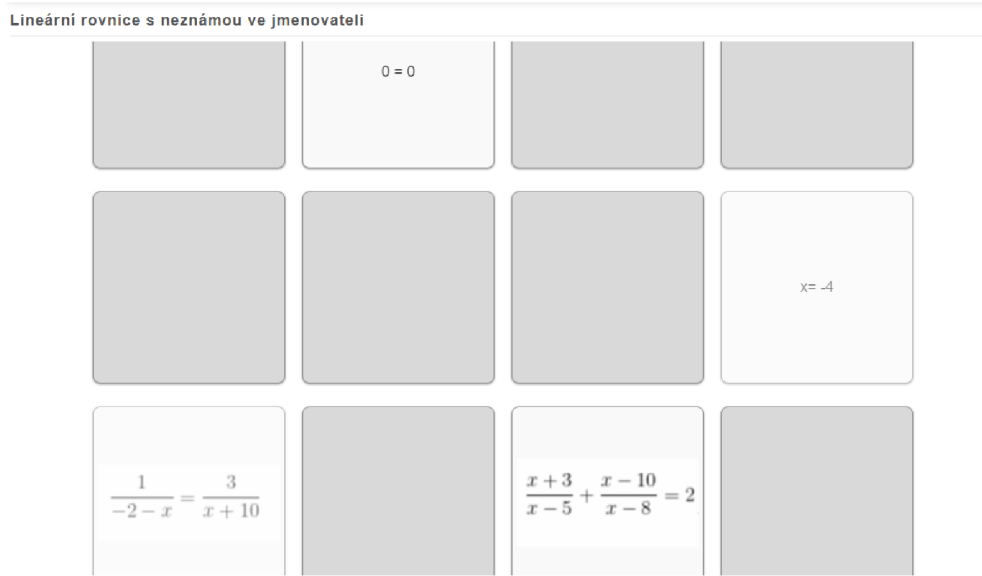 Lineární rovnice s neznámou ve jmenovateli
0 = 0
x= -4
1/(−2 − x) = 3/(x + 10)
(x + 3)/(x − 5) + (x − 10)/(x − 8) = 2